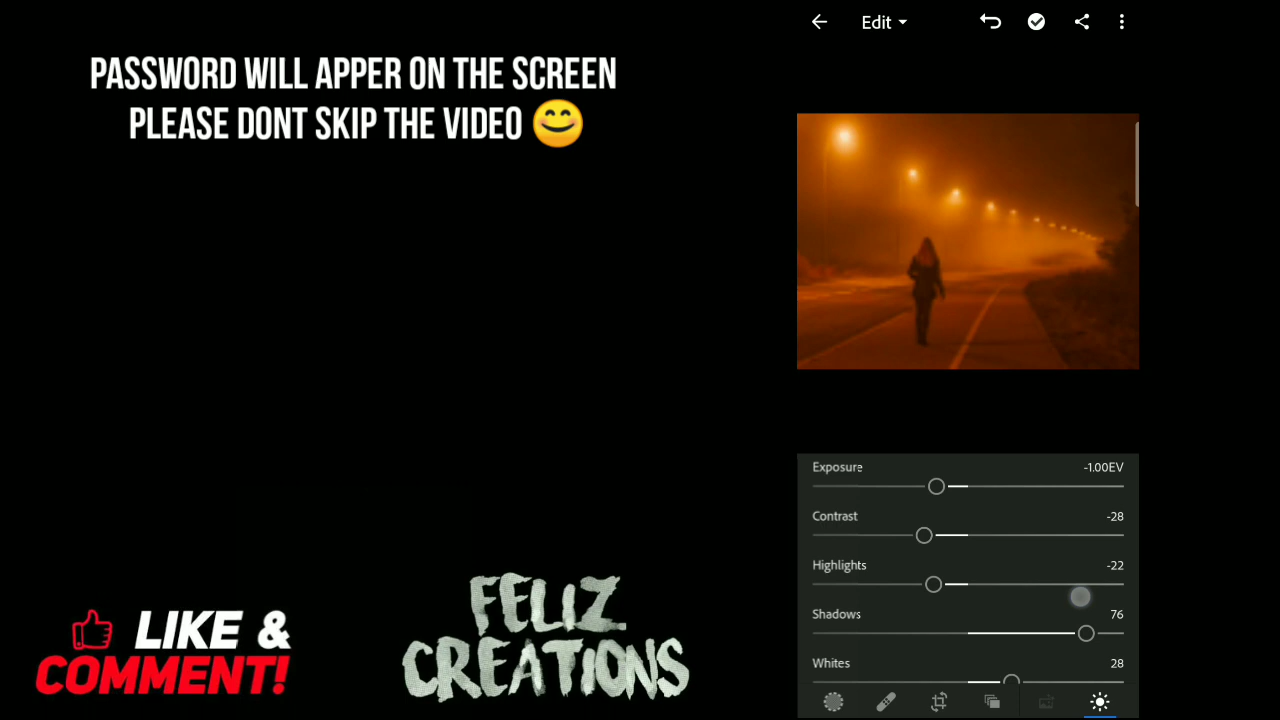 PASSWORD WILL APPER ON THE SCREEN
PLEASE DONT SKIP THE VIDEO 😊
Edit
Exposure -1.00EV
Contrast -28
Highlights -22
Shadows 76
Whites 28
LIKE &
COMMENT!
FELIZ
CREATIONS